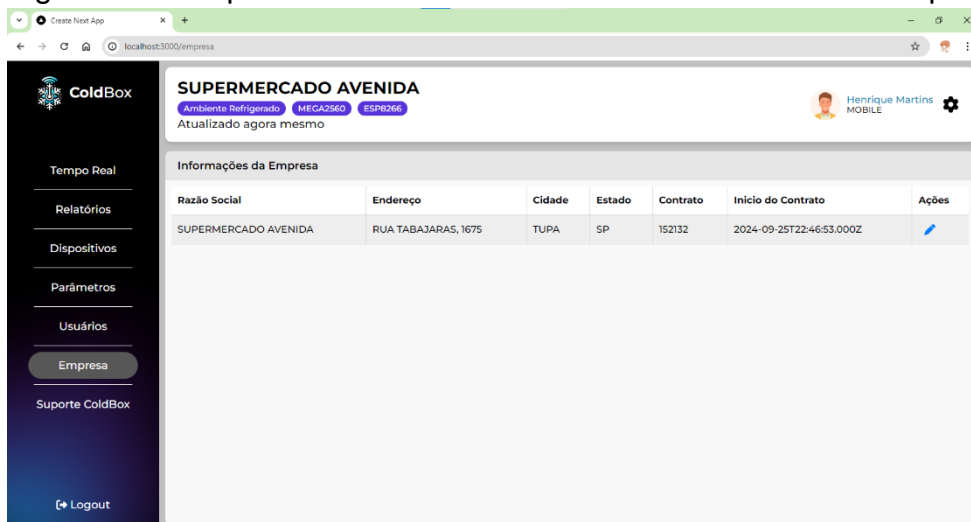 Create Next App
localhost:3000/empresa
ColdBox
SUPERMERCADO AVENIDA
Ambiente Refrigerado MEGA2560 ESP8266
Atualizado agora mesmo
Henrique Martins
MOBILE
Tempo Real
Relatórios
Dispositivos
Parâmetros
Usuários
Empresa
Suporte ColdBox
Logout
Informações da Empresa
Razão Social Endereço Cidade Estado Contrato Inicio do Contrato Ações
SUPERMERCADO AVENIDA RUA TABAJARAS, 1675 TUPA SP 152132 2024-09-25T22:46:53.000Z